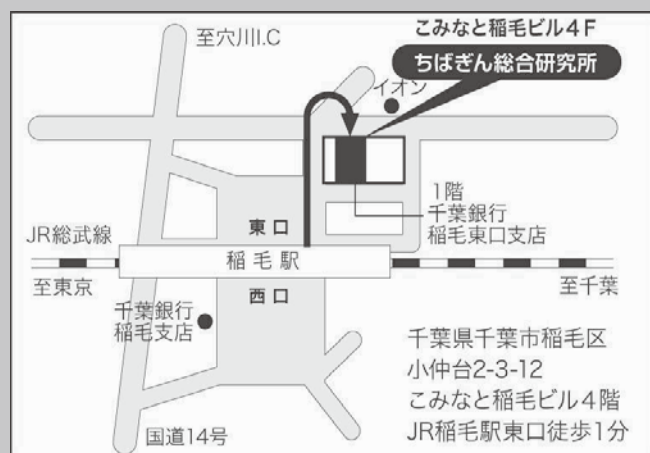 こみなと稲毛ビル4F
ちばぎん総合研究所
至穴川I.C
イオン
1階
千葉銀行
稲毛東口支店
東口
JR総武線
稲毛駅
至東京
至千葉
西口
千葉銀行
稲毛支店
国道14号
千葉県千葉市稲毛区
小仲台2-3-12
こみなと稲毛ビル4階
JR稲毛駅東口徒歩1分